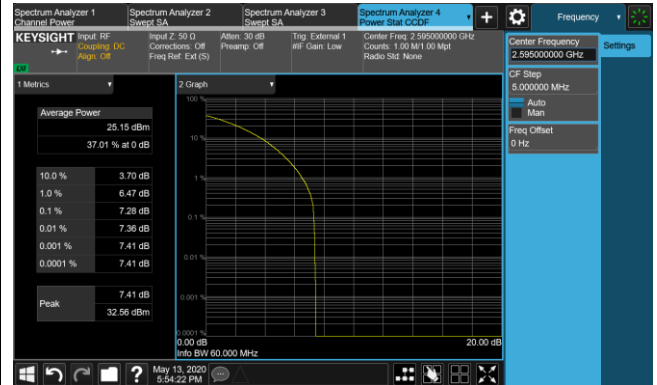 Spectrum Analyzer 1
Channel Power
Spectrum Analyzer 2
Swept SA
Spectrum Analyzer 3
Swept SA
Spectrum Analyzer 4
Power Stat CCDF
+
Frequency
KEYSIGHT
Input: RF
Coupling: DC
Align: Off
Input Z: 50 Ω
Corrections: Off
Freq Ref: Ext (S)
Atten: 30 dB
Preamp: Off
Trig: External 1
#IF Gain: Low
Center Freq: 2.595000000 GHz
Counts: 1.00 M/1.00 Mpt
Radio Std: None
LXI
Center Frequency
2.595000000 GHz
Settings
CF Step
5.000000 MHz
Auto
Man
Freq Offset
0 Hz
1 Metrics
Average Power
25.15 dBm
37.01 % at 0 dB
10.0 % 3.70 dB
1.0 % 6.47 dB
0.1 % 7.28 dB
0.01 % 7.36 dB
0.001 % 7.41 dB
0.0001 % 7.41 dB
Peak
7.41 dB
32.56 dBm
2 Graph
100 %
10 %
1 %
0.1 %
0.01 %
0.001 %
0.0001 %
0.00 dB
20.00 dB
Info BW 60.000 MHz
?
May 13, 2020
5:54:22 PM